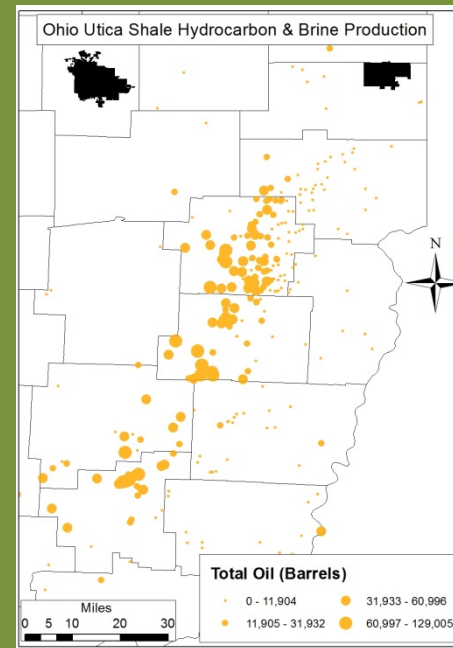 Ohio Utica Shale Hydrocarbon & Brine Production
N
Total Oil (Barrels)
0 - 11,904
31,933 - 60,996
11,905 - 31,932
60,997 - 129,005
Miles
0 5 10 20 30